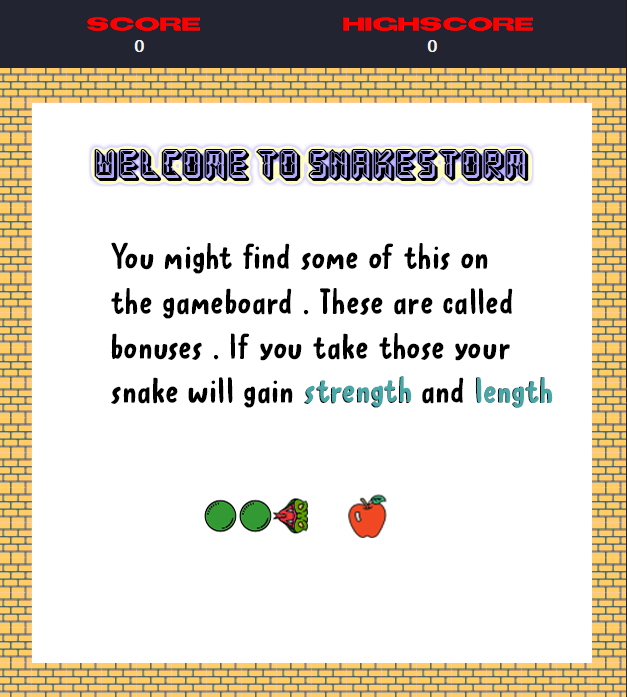 SCORE HIGHSCORE
0 0
WELCOME TO SNAKESTORM
You might find some of this on
the gameboard . These are called
bonuses . If you take those your
snake will gain strength and length